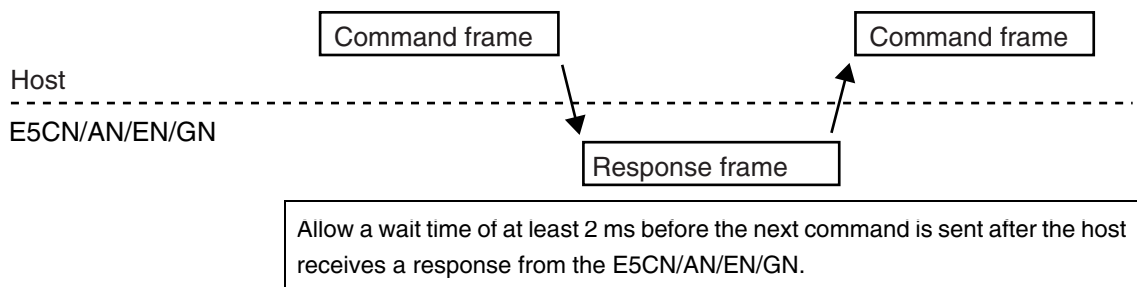 Command frame
Command frame
Host
E5CN/AN/EN/GN
Response frame
Allow a wait time of at least 2 ms before the next command is sent after the host
receives a response from the E5CN/AN/EN/GN.